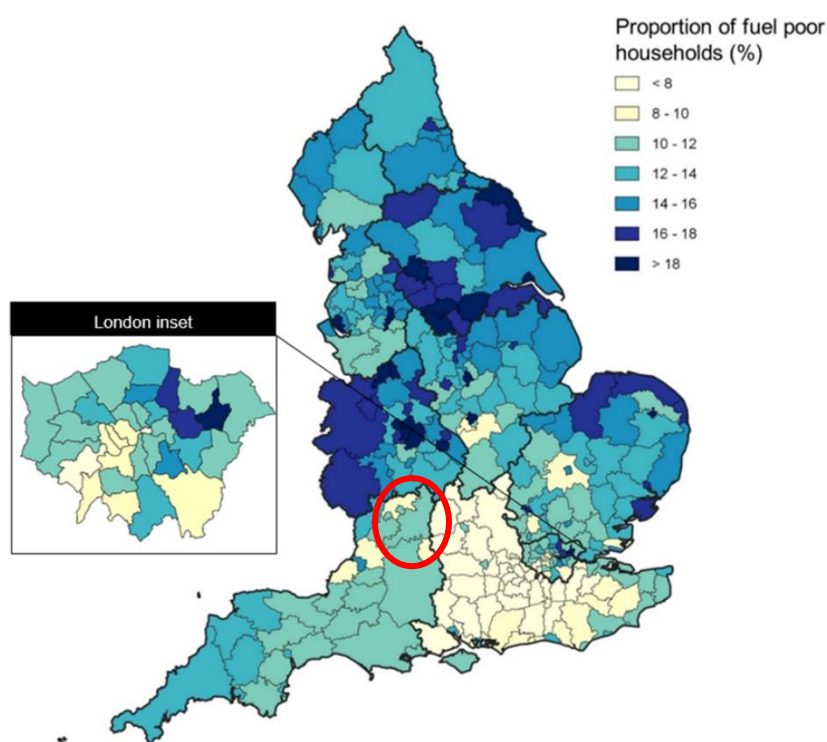 Proportion of fuel poor
households (%)
< 8
8 - 10
10 - 12
12 - 14
14 - 16
16 - 18
> 18
London inset